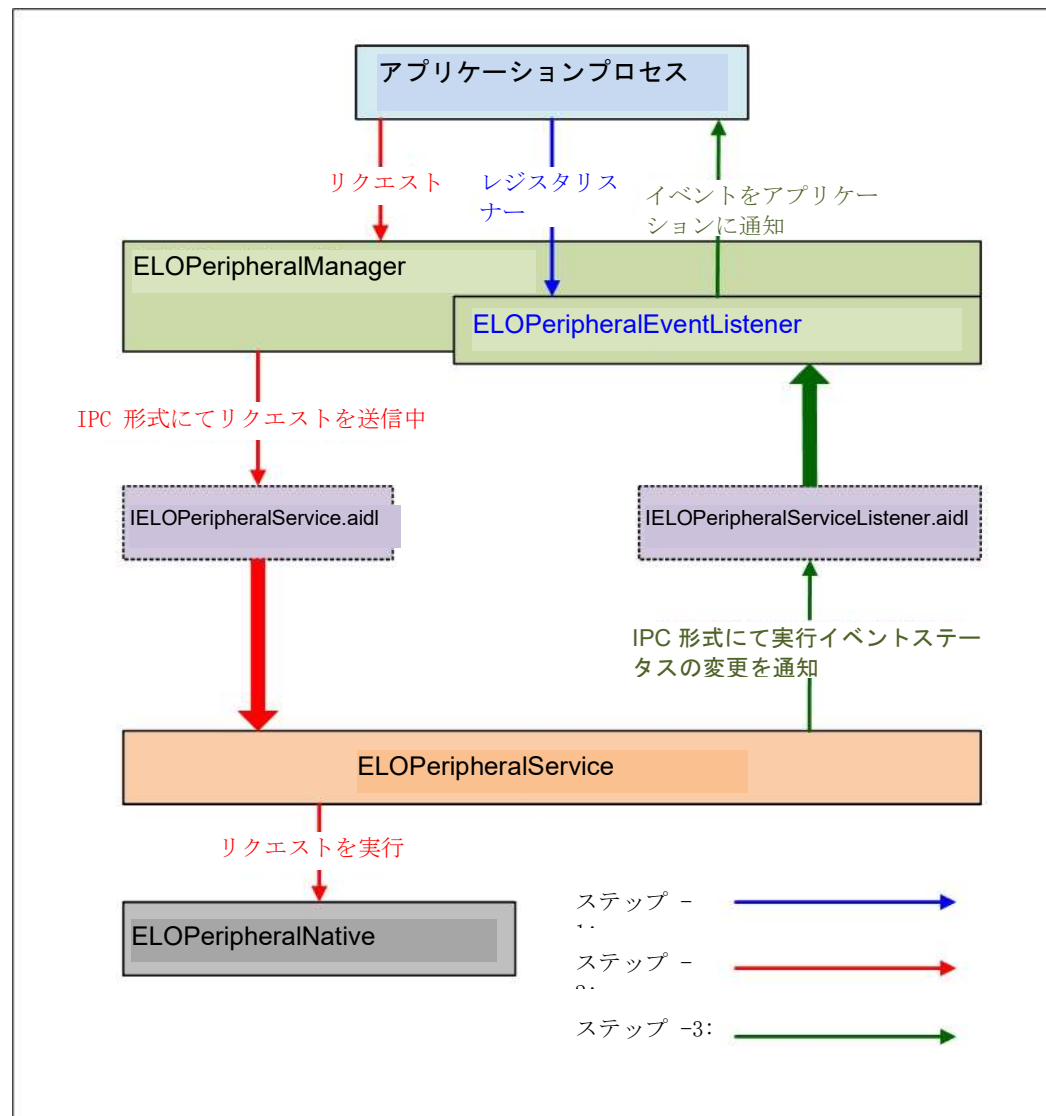 アプリケーションプロセス
リクエスト
レジスタリス
ナー
イベントをアプリケー
ションに通知
ELOPeripheralManager
ELOPeripheralEventListener
IPC 形式にてリクエストを送信中
IELOPeripheralService.aidl
IELOPeripheralServiceListener.aidl
IPC 形式にて実行イベントステー
タスの変更を通知
ELOPeripheralService
リクエストを実行
ELOPeripheralNative
ステップ -
ステップ -
ステップ -3: